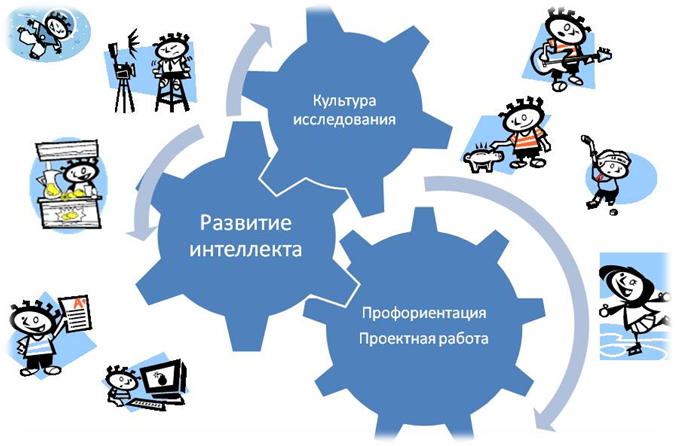 Культура
исследования
Развитие
интеллекта
Профориентация
Проектная работа
A+